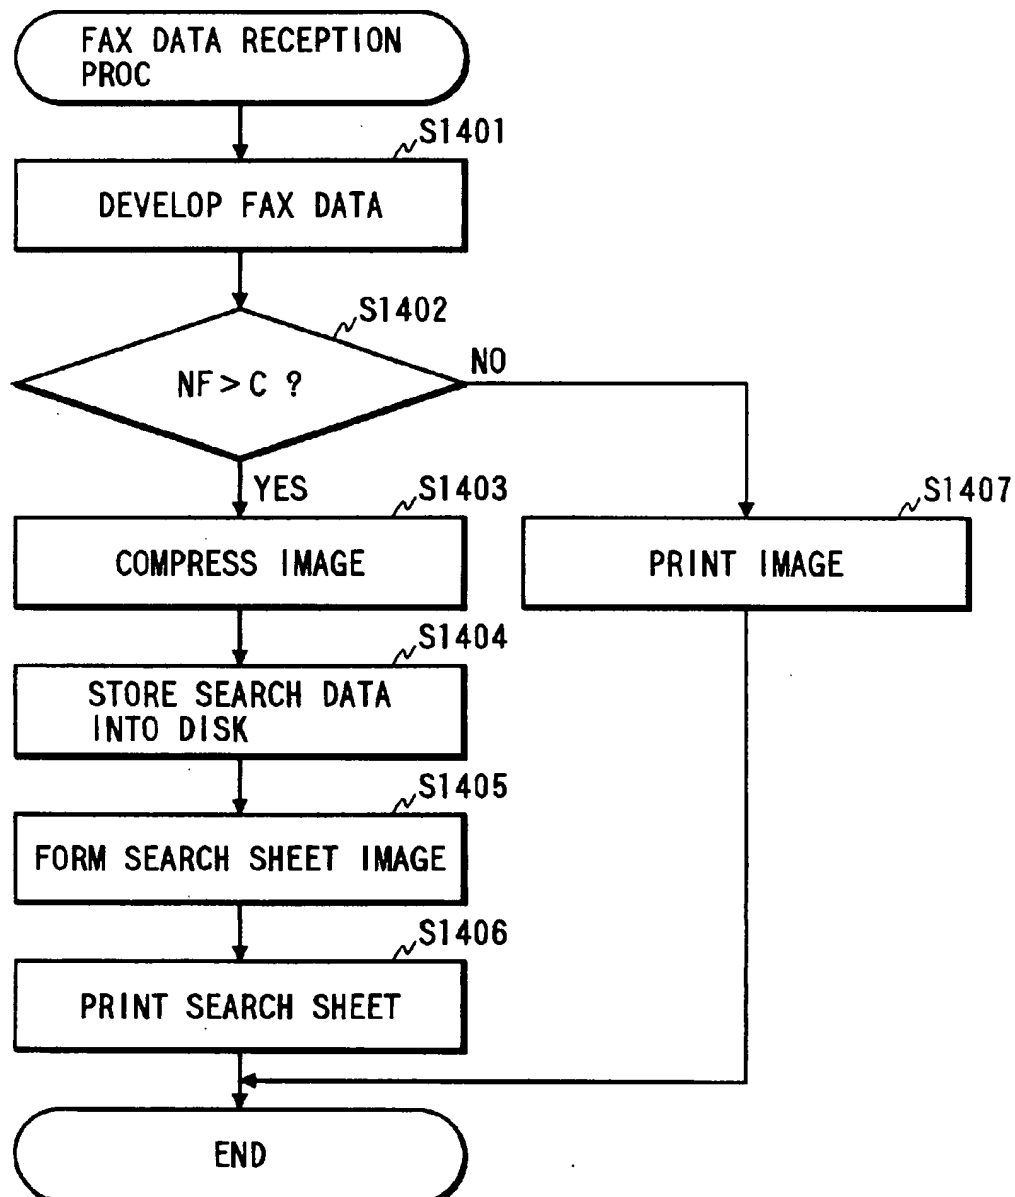 FAX DATA RECEPTION
PROC
S1401
DEVELOP FAX DATA
S1402
NF>C ?
NO
YES
S1403
COMPRESS IMAGE
S1407
PRINT IMAGE
S1404
STORE SEARCH DATA
INTO DISK
S1405
FORM SEARCH SHEET IMAGE
S1406
PRINT SEARCH SHEET
END